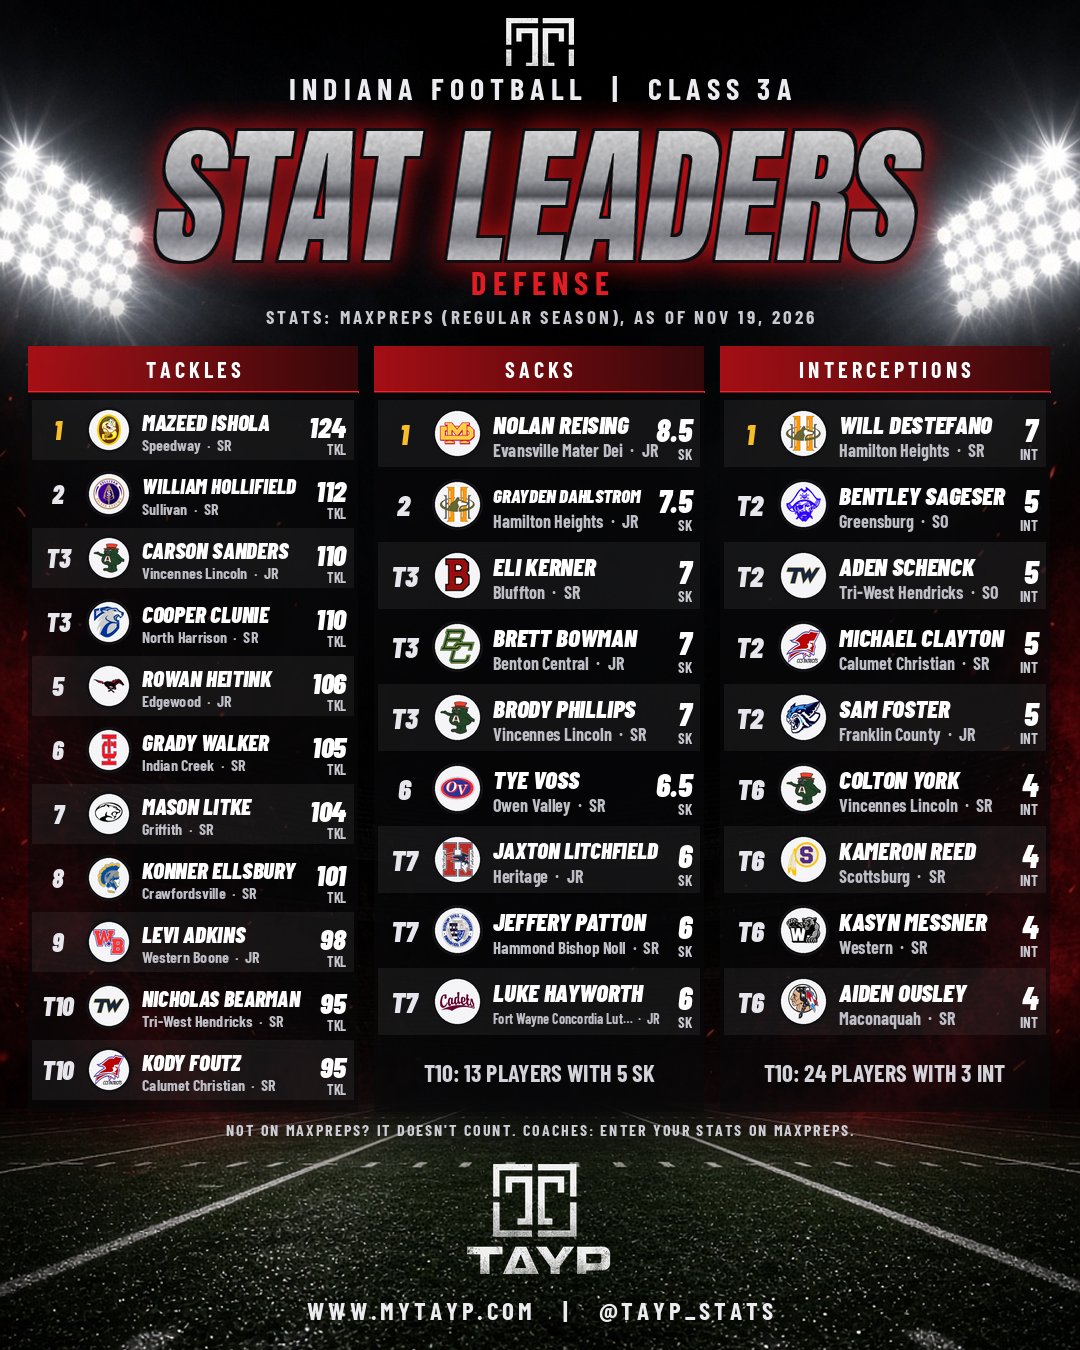 INDIANA FOOTBALL | CLASS 3A
STAT LEADERS
DEFENSE
STATS: MAXPREPS (REGULAR SEASON), AS OF NOV 19, 2026
TACKLES
1 MAZEED ISHOLA 124
Speedway · SR TKL
2 WILLIAM HOLLIFIELD 112
Sullivan · SR TKL
T3 CARSON SANDERS 110
Vincennes Lincoln · JR TKL
T3 COOPER CLUNIE 110
North Harrison · SR TKL
5 ROWAN HEITINK 106
Edgewood · JR TKL
6 GRADY WALKER 105
Indian Creek · SR TKL
7 MASON LITKE 104
Griffith · SR TKL
8 KONNER ELLSBURY 101
Crawfordsville · SR TKL
9 LEVI ADKINS 98
Western Boone · JR TKL
T10 TW NICHOLAS BEARMAN 95
Tri-West Hendricks · SR TKL
T10 KODY FOUTZ 95
Calumet Christian · SR TKL
SACKS
1 NOLAN REISING 8.5
Evansville Mater Dei · JR SK
2 GRAYDEN DAHLSTROM 7.5
Hamilton Heights · JR SK
T3 B ELI KERNER 7
Bluffton · SR SK
T3 BC BRETT BOWMAN 7
Benton Central · JR SK
T3 BRODY PHILLIPS 7
Vincennes Lincoln · SR SK
6 OV TYE VOSS 6.5
Owen Valley · SR SK
T7 H JAXTON LITCHFIELD 6
Heritage · JR SK
T7 JEFFERY PATTON 6
Hammond Bishop Noll · SR SK
T7 Cadets LUKE HAYWORTH 6
Fort Wayne Concordia Lut... · JR SK
T10: 13 PLAYERS WITH 5 SK
INTERCEPTIONS
1 WILL DESTEFANO 7
Hamilton Heights · SR INT
T2 BENTLEY SAGESER 5
Greensburg · SO INT
T2 TW ADEN SCHENCK 5
Tri-West Hendricks · SO INT
T2 MICHAEL CLAYTON 5
Calumet Christian · SR INT
T2 SAM FOSTER 5
Franklin County · JR INT
T6 COLTON YORK 4
Vincennes Lincoln · SR INT
T6 S KAMERON REED 4
Scottsburg · SR INT
T6 W KASYN MESSNER 4
Western · SR INT
T6 AIDEN OUSLEY 4
Maconaquah · SR INT
T10: 24 PLAYERS WITH 3 INT
NOT ON MAXPREPS? IT DOESN'T COUNT. COACHES: ENTER YOUR STATS ON MAXPREPS.
TAYP
WWW.MYTAYP.COM | @TAYP_STATS